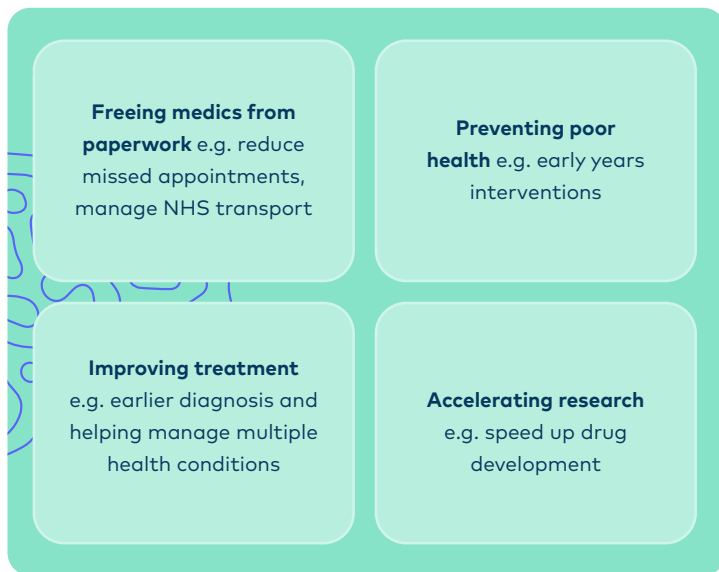 Freeing medics from
paperwork e.g. reduce
missed appointments,
manage NHS transport
Preventing poor
health e.g. early years
interventions
Improving treatment
e.g. earlier diagnosis and
helping manage multiple
health conditions
Accelerating research
e.g. speed up drug
development